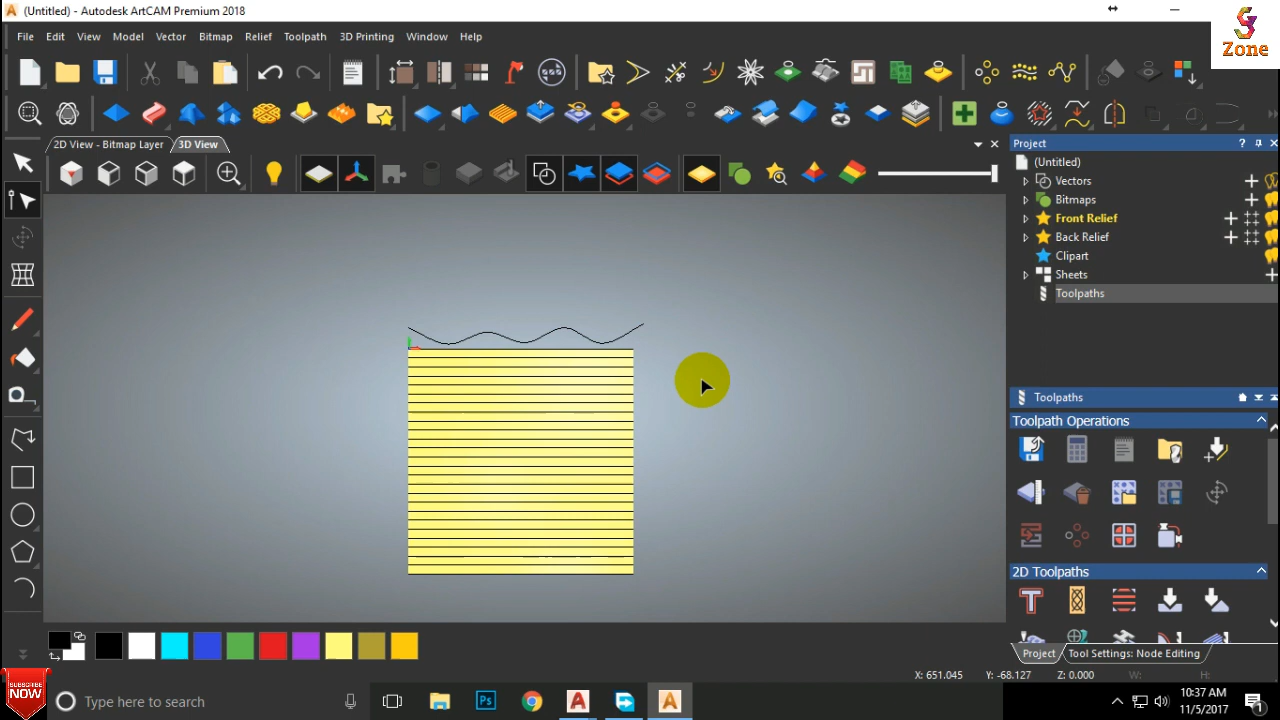 (Untitled) - Autodesk ArtCAM Premium 2018
Zone
File Edit View Model Vector Bitmap Relief Toolpath 3D Printing Window Help
2D View - Bitmap Layer 3D View
Project
(Untitled)
Vectors
Bitmaps
Front Relief
Back Relief
Clipart
Sheets
Toolpaths
Toolpaths
Toolpath Operations
2D Toolpaths
Project Tool Settings: Node Editing
X: 651.045 Y: -68.127 Z: 0.000 W: H:
SUBSCRIBE
NOW
Type here to search
10:37 AM
11/5/2017